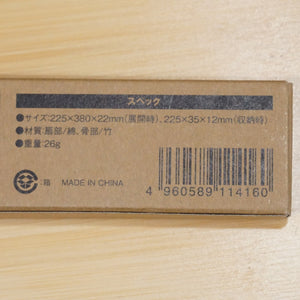 スペック
●サイズ:225×380×22mm(展開時)、225×35×12mm(収納時)
●材質:扇部/綿、骨部/竹
●重量:26g
:箱 MADE IN CHINA
4 960589 114160